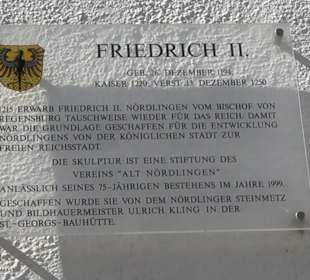 FRIEDRICH II.
GEB. 26. DEZEMBER 1194
KAISER 1220, VERST. 13. DEZEMBER 1250
1215 ERWARB FRIEDRICH II. NÖRDLINGEN VOM BISCHOF VON
REGENSBURG TAUSCHWEISE WIEDER FÜR DAS REICH. DAMIT
WAR DIE GRUNDLAGE GESCHAFFEN FÜR DIE ENTWICKLUNG
NÖRDLINGENS VON DER KÖNIGLICHEN STADT ZUR
FREIEN REICHSSTADT.
DIE SKULPTUR IST EINE STIFTUNG DES
VEREINS "ALT NÖRDLINGEN"
ANLÄSSLICH SEINES 75-JÄHRIGEN BESTEHENS IM JAHRE 1999.
GESCHAFFEN WURDE SIE VON DEM NÖRDLINGER STEINMETZ
UND BILDHAUERMEISTER ULRICH KLING IN DER
ST.-GEORGS-BAUHÜTTE.